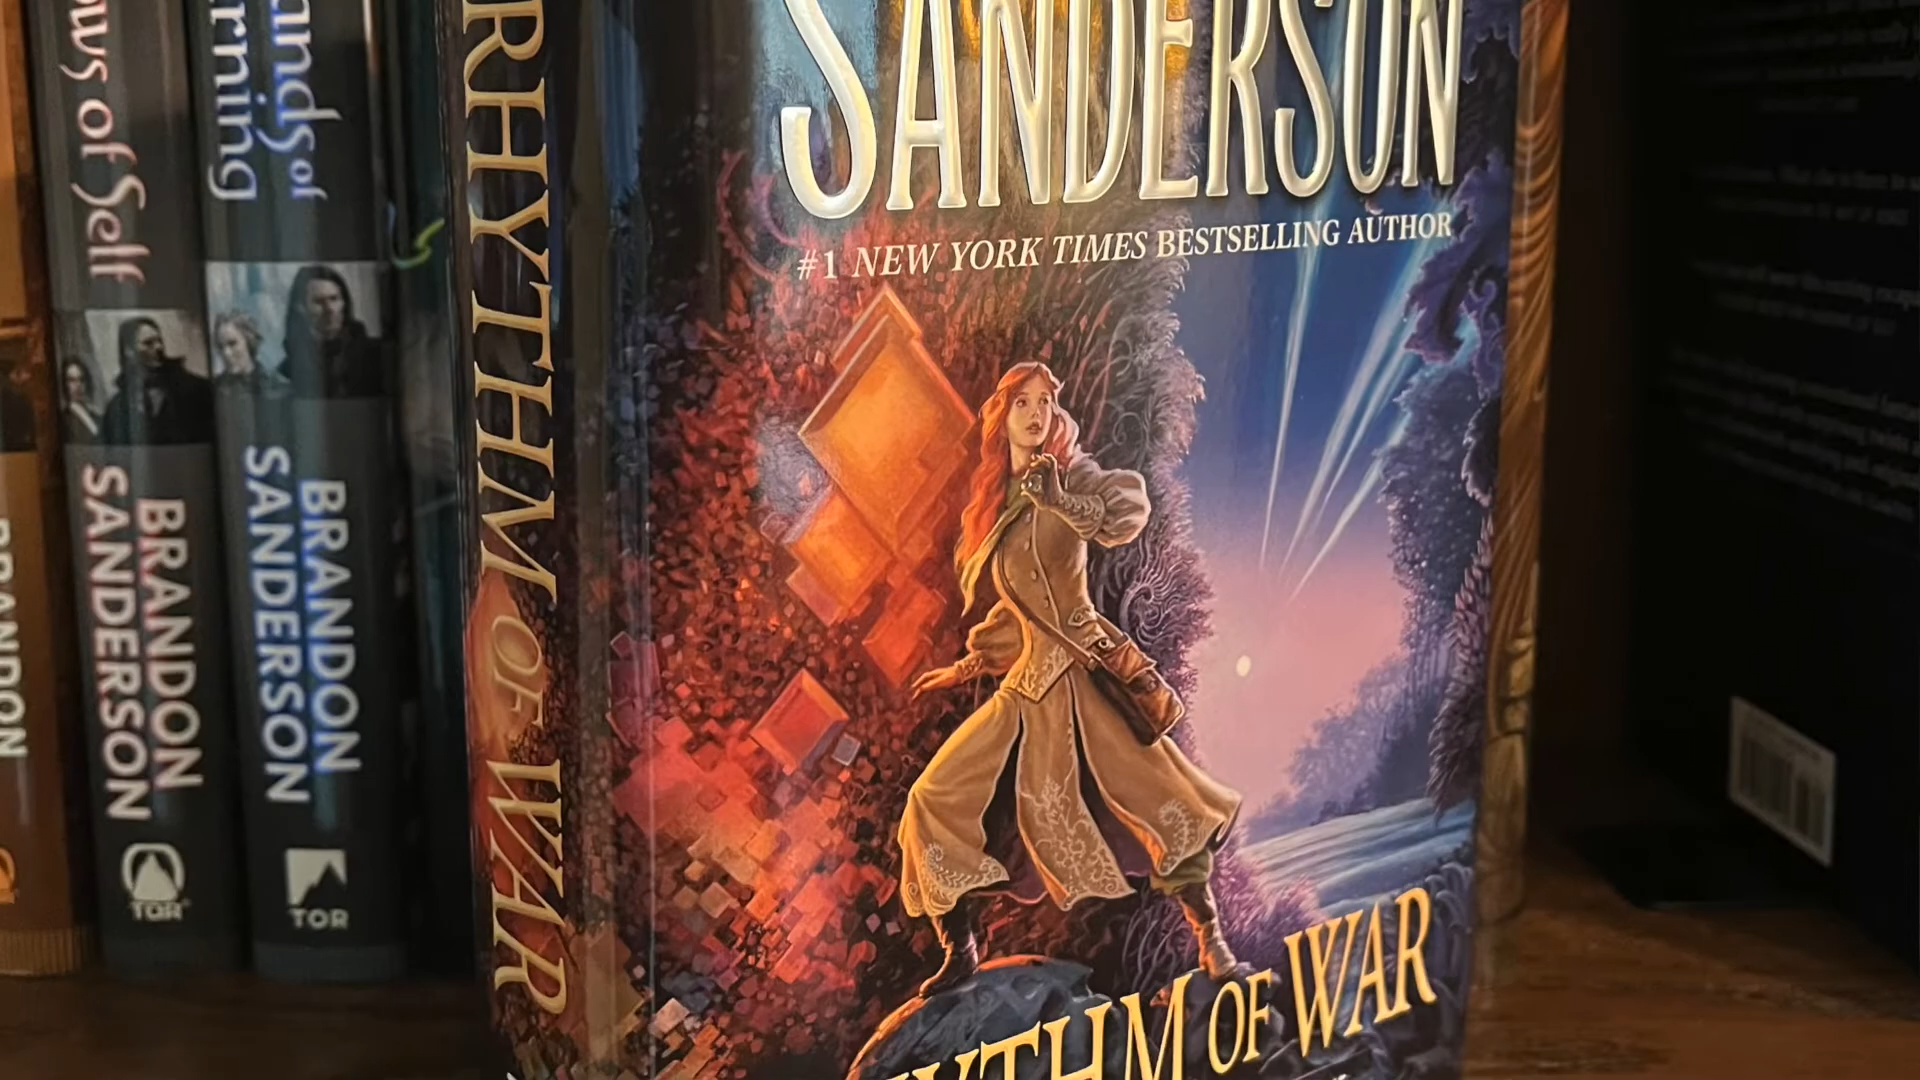 ows of Self
BRANDON
SANDERSON
TOR
ands of
rning
BRANDON
SANDERSON
TOR
BRANDON
RHYTHM OF WAR
SANDERSON
#1 NEW YORK TIMES BESTSELLING AUTHOR
YTHM OF WAR